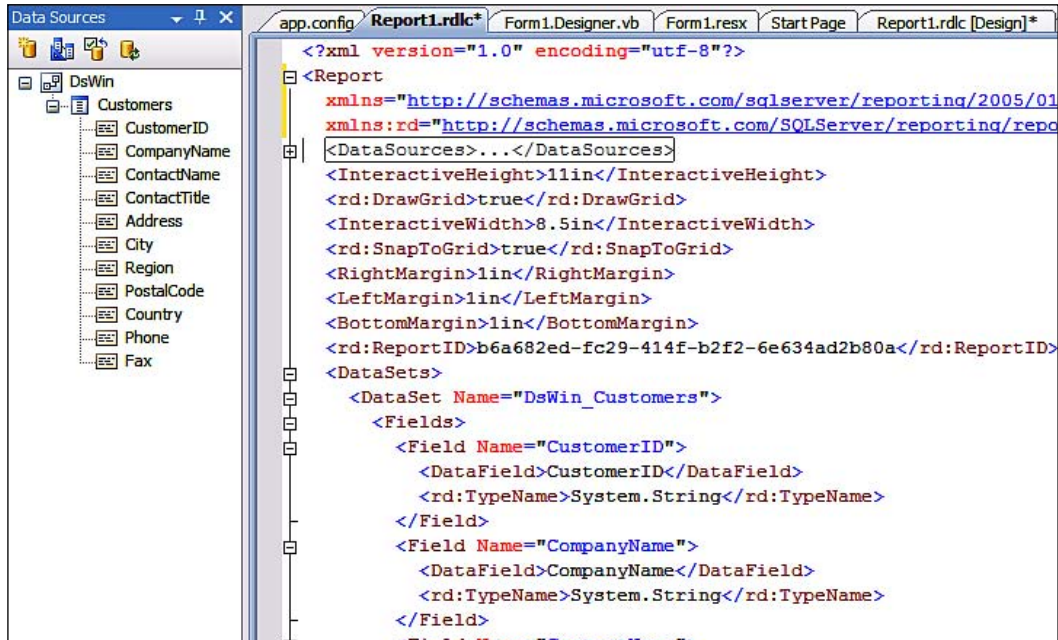 Data Sources
DsWin
Customers
CustomerID
CompanyName
ContactName
ContactTitle
Address
City
Region
PostalCode
Country
Phone
Fax
app.config Report1.rdlc* Form1.Designer.vb Form1.resx Start Page Report1.rdlc [Design]*
<?xml version="1.0" encoding="utf-8"?>
<Report
xmlns="http://schemas.microsoft.com/sqlserver/reporting/2005/01
xmlns:rd="http://schemas.microsoft.com/SQLServer/reporting/repo
<DataSources>...</DataSources>
<InteractiveHeight>11in</InteractiveHeight>
<rd:DrawGrid>true</rd:DrawGrid>
<InteractiveWidth>8.5in</InteractiveWidth>
<rd:SnapToGrid>true</rd:SnapToGrid>
<RightMargin>1in</RightMargin>
<LeftMargin>1in</LeftMargin>
<BottomMargin>1in</BottomMargin>
<rd:ReportID>b6a682ed-fc29-414f-b2f2-6e634ad2b80a</rd:ReportID>
<DataSets>
<DataSet Name="DsWin_Customers">
<Fields>
<Field Name="CustomerID">
<DataField>CustomerID</DataField>
<rd:TypeName>System.String</rd:TypeName>
</Field>
<Field Name="CompanyName">
<DataField>CompanyName</DataField>
<rd:TypeName>System.String</rd:TypeName>
</Field>